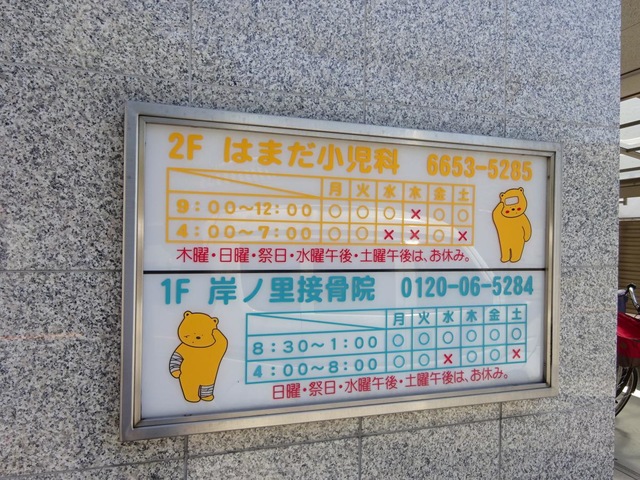 2F はまだ小児科 6653-5285
月 火 水 木 金 土
9:00〜12:00 ○ ○ ○ × ○ ○
4:00〜7:00 ○ ○ × × ○ ×
木曜・日曜・祭日・水曜午後・土曜午後は、お休み。
1F 岸ノ里接骨院 0120-06-5284
月 火 水 木 金 土
8:30〜1:00 ○ ○ ○ ○ ○ ○
4:00〜8:00 ○ ○ × ○ ○ ×
日曜・祭日・水曜午後・土曜午後は、お休み。